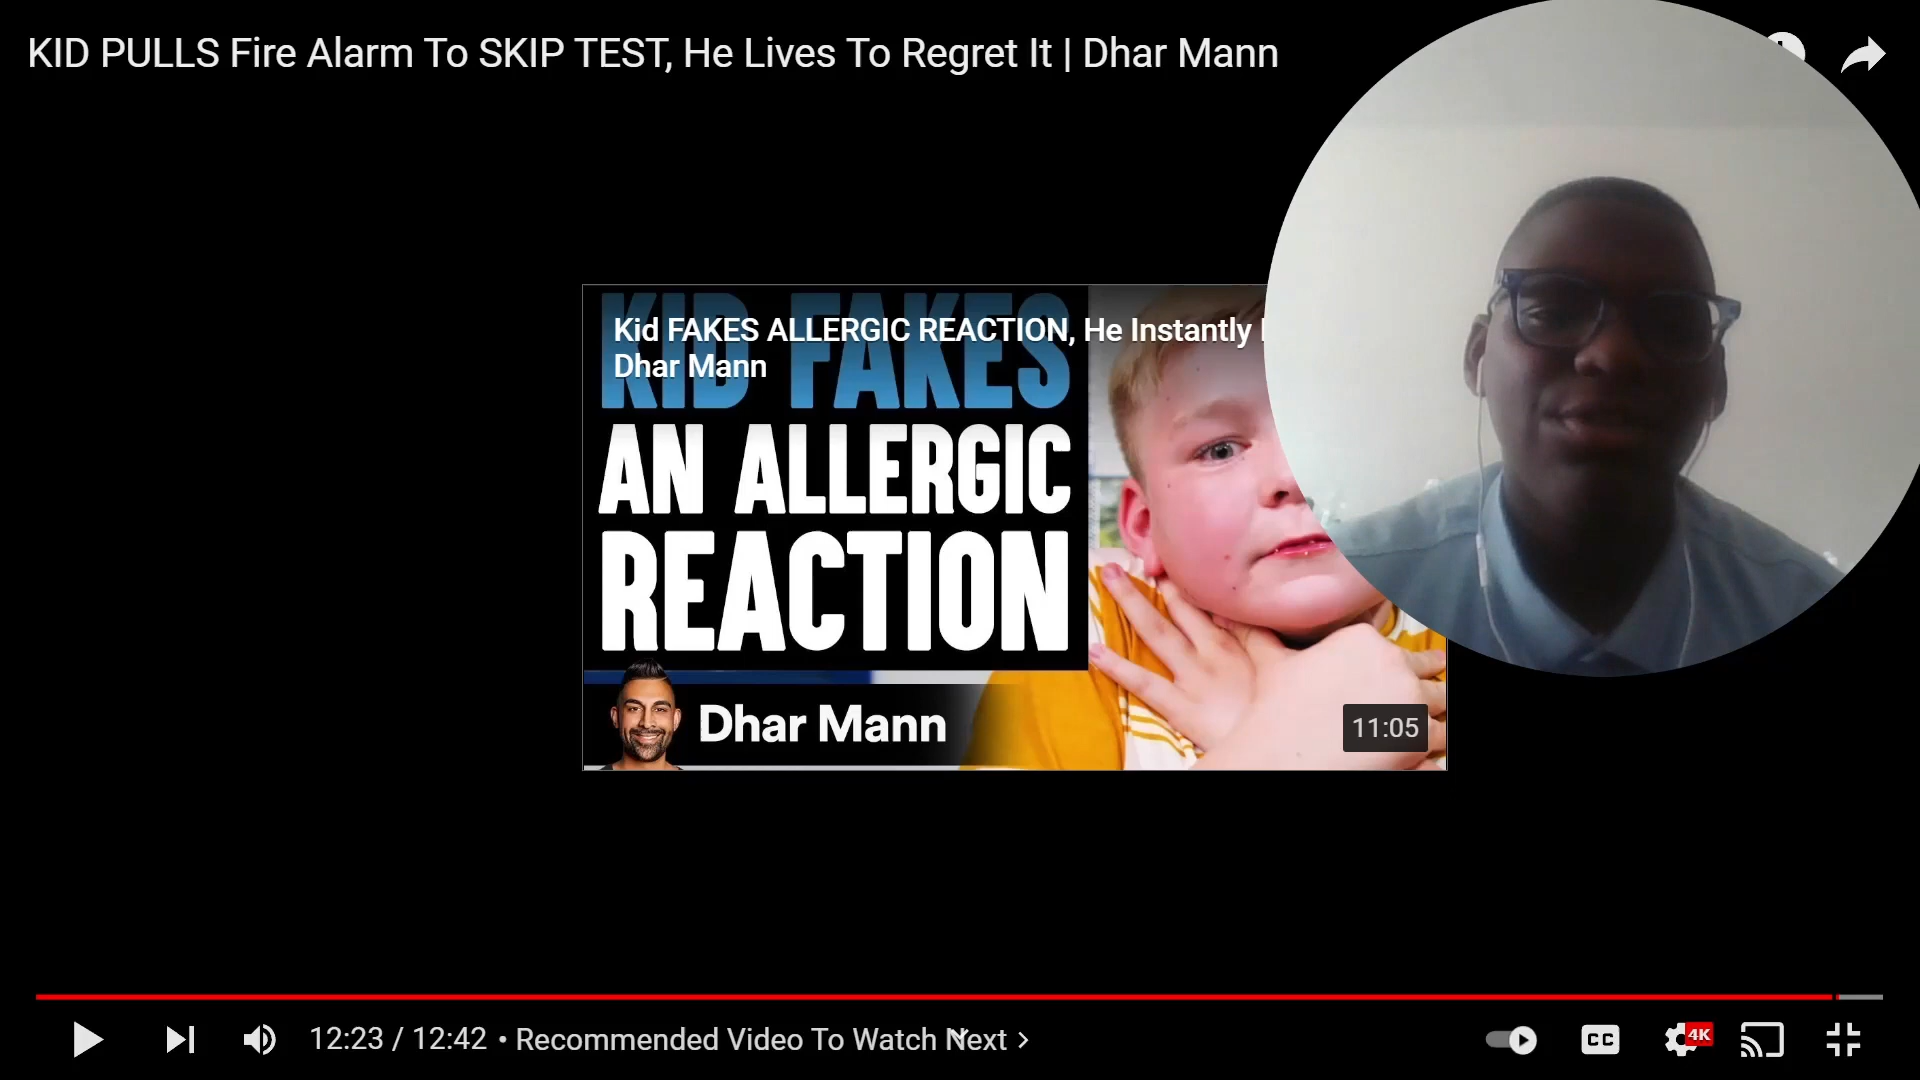 KID PULLS Fire Alarm To SKIP TEST, He Lives To Regret It | Dhar Mann
Kid FAKES ALLERGIC REACTION, He Instantly
Dhar Mann
KID FAKES
AN ALLERGIC
REACTION
Dhar Mann
11:05
12:23 / 12:42 • Recommended Video To Watch Next >
CC
4K